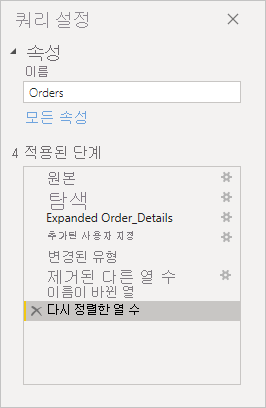 쿼리 설정
속성
이름
Orders
모든 속성
4 적용된 단계
원본
탐색
Expanded Order_Details
추가된 사용자 지정
변경된 유형
제거된 다른 열 수
이름이 바뀐 열
다시 정렬한 열 수